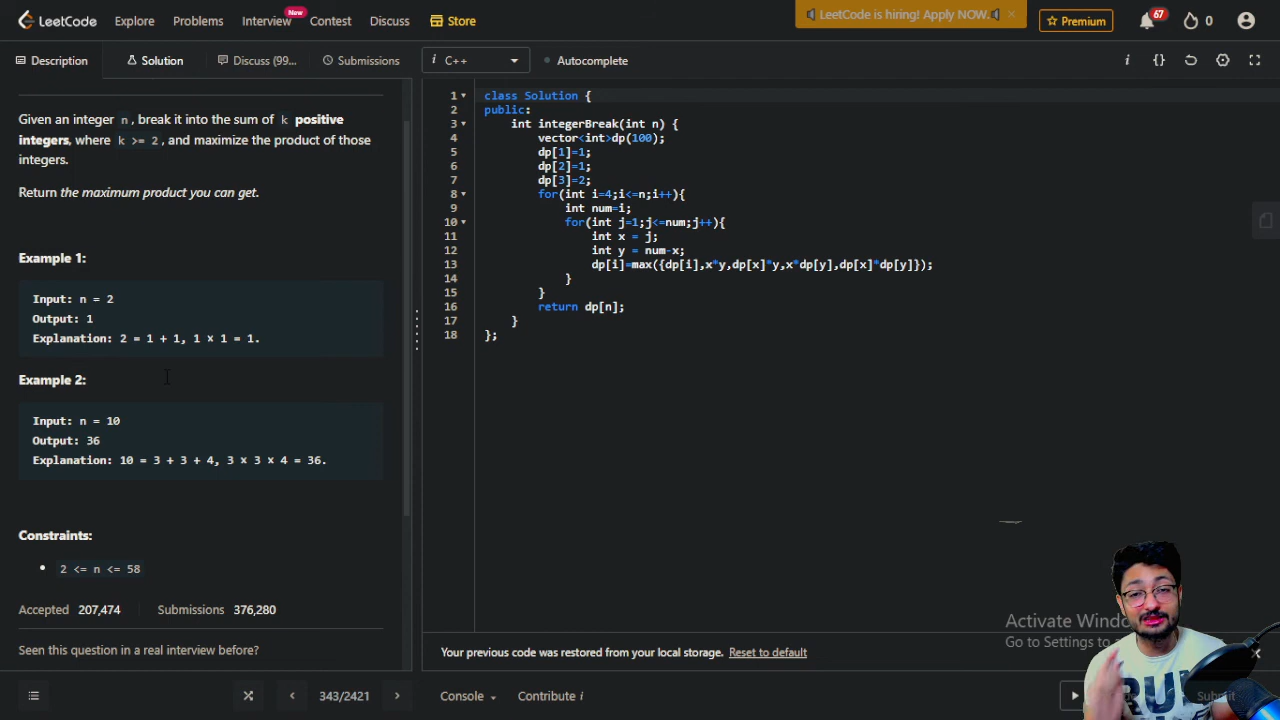 LeetCode Explore Problems Interview New Contest Discuss Store LeetCode is hiring! Apply NOW. × Premium 67 0
Description Solution Discuss (99... Submissions i C++ Autocomplete i {}
Given an integer n, break it into the sum of k positive
integers, where k >= 2, and maximize the product of those
integers.
Return the maximum product you can get.
Example 1:
Input: n = 2
Output: 1
Explanation: 2 = 1 + 1, 1 × 1 = 1.
Example 2:
Input: n = 10
Output: 36
Explanation: 10 = 3 + 3 + 4, 3 × 3 × 4 = 36.
Constraints:
2 <= n <= 58
Accepted 207,474 Submissions 376,280
Seen this question in a real interview before?
343/2421
1 class Solution {
2 public:
3 int integerBreak(int n) {
4 vector<int>dp(100);
5 dp[1]=1;
6 dp[2]=1;
7 dp[3]=2;
8 for(int i=4;i<=n;i++){
9 int num=i;
10 for(int j=1;j<=num;j++){
11 int x = j;
12 int y = num-x;
13 dp[i]=max({dp[i],x*y,dp[x]*y,x*dp[y],dp[x]*dp[y]});
14 }
15 }
16 return dp[n];
17 }
18 };
Activate Windo
Go to Settings to
Your previous code was restored from your local storage. Reset to default
Console Contribute i Submit
RUN